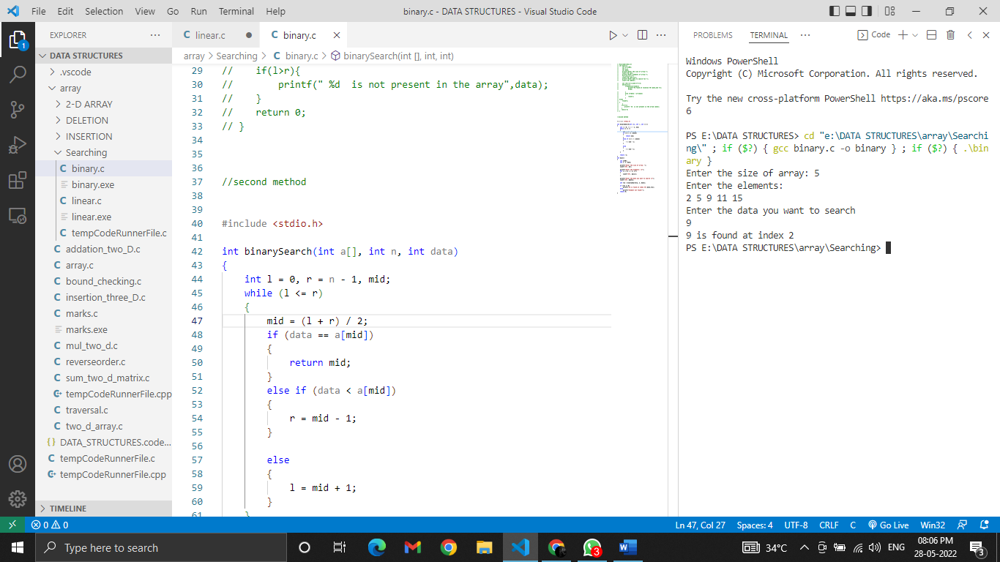 File Edit Selection View Go Run Terminal Help
binary.c - DATA STRUCTURES - Visual Studio Code
EXPLORER
DATA STRUCTURES
.vscode
array
2-D ARRAY
DELETION
INSERTION
Searching
C binary.c
binary.exe
C linear.c
linear.exe
C tempCodeRunnerFile.c
C addation_two_D.c
C array.c
C bound_checking.c
C insertion_three_D.c
C marks.c
marks.exe
C mul_two_d.c
C reverseorder.c
C sum_two_d_matrix.c
tempCodeRunnerFile.cpp
C traversal.c
C two_d_array.c
{} DATA_STRUCTURES.code...
C tempCodeRunnerFile.c
tempCodeRunnerFile.cpp
TIMELINE
1
C linear.c
C binary.c
array > Searching > C binary.c > binarySearch(int [], int, int)
29 // if(l>r){
30 // printf(" %d  is not present in the array",data);
31 // }
32 // return 0;
33 // }
34
35
36
37 //second method
38
39
40 #include <stdio.h>
41
42 int binarySearch(int a[], int n, int data)
43 {
44 int l = 0, r = n - 1, mid;
45 while (l <= r)
46 {
47 mid = (l + r) / 2;
48 if (data == a[mid])
49 {
50 return mid;
51 }
52 else if (data < a[mid])
53 {
54 r = mid - 1;
55 }
56
57 else
58 {
59 l = mid + 1;
60 }
61 }
PROBLEMS TERMINAL
Code
Windows PowerShell
Copyright (C) Microsoft Corporation. All rights reserved.
Try the new cross-platform PowerShell https://aka.ms/pscore
6
PS E:\DATA STRUCTURES> cd "e:\DATA STRUCTURES\array\Searchi
ng\" ; if ($?) { gcc binary.c -o binary } ; if ($?) { .\bin
ary }
Enter the size of array: 5
Enter the elements:
2 5 9 11 15
Enter the data you want to search
9
9 is found at index 2
PS E:\DATA STRUCTURES\array\Searching>
0 0
Ln 47, Col 27 Spaces: 4 UTF-8 CRLF C Go Live Win32
Type here to search
W
3
34°C
ENG
08:06 PM
28-05-2022
3